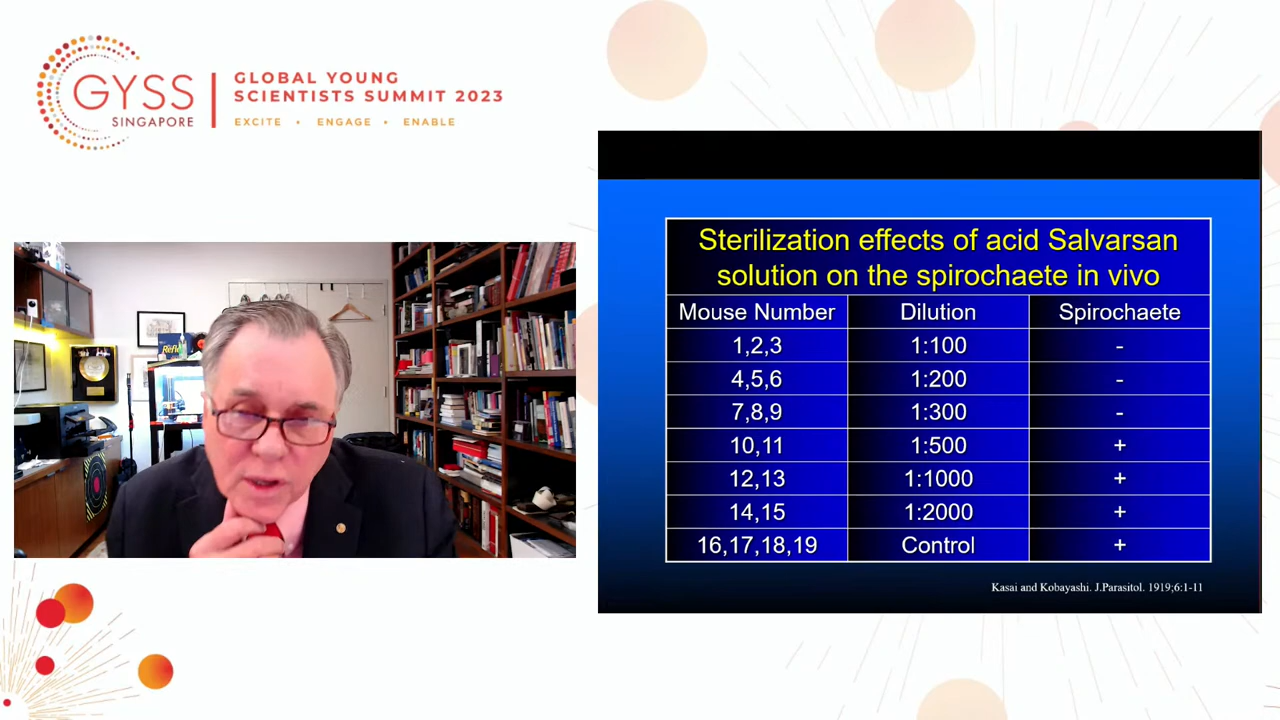 GYSS
SINGAPORE
GLOBAL YOUNG
SCIENTISTS SUMMIT 2023
EXCITE • ENGAGE • ENABLE
Sterilization effects of acid Salvarsan
solution on the spirochaete in vivo
Mouse Number Dilution Spirochaete
1,2,3 1:100 -
4,5,6 1:200 -
7,8,9 1:300 -
10,11 1:500 +
12,13 1:1000 +
14,15 1:2000 +
16,17,18,19 Control +
Kasai and Kobayashi. J.Parasitol. 1919;6:1-11